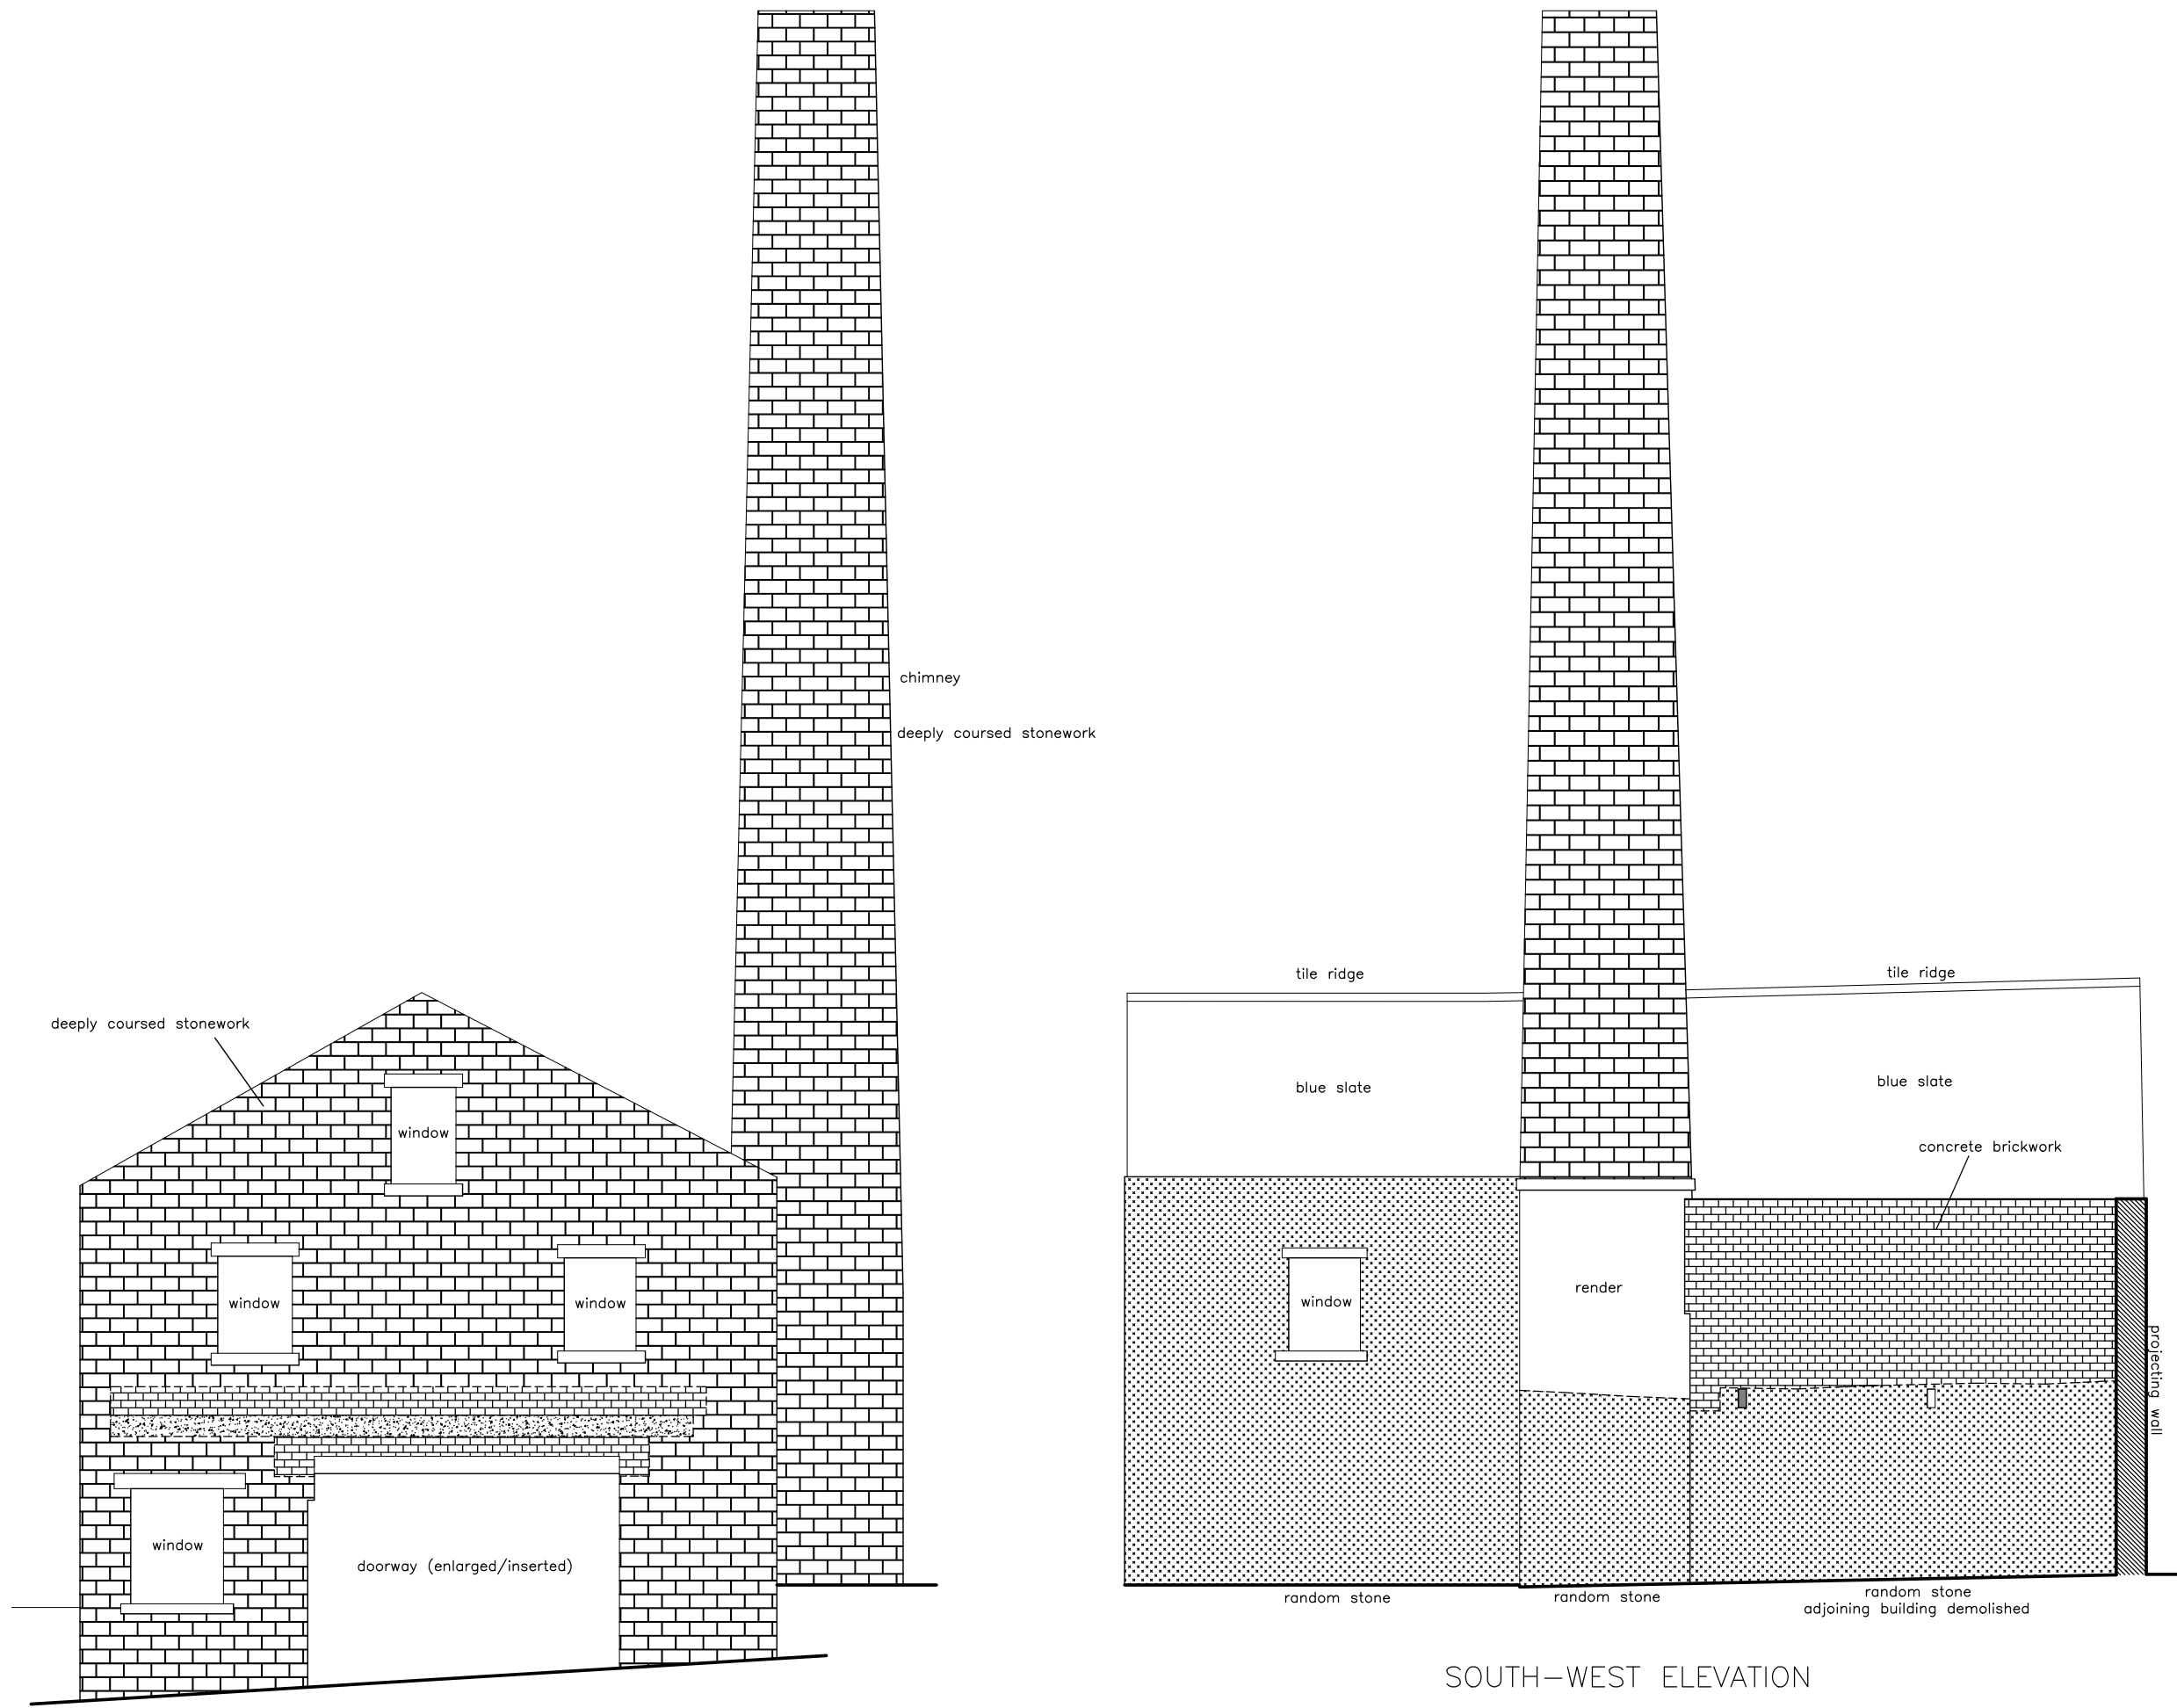 chimney
deeply coursed stonework
deeply coursed stonework
window
window
window
window
doorway (enlarged/inserted)
tile ridge
tile ridge
blue slate
blue slate
concrete brickwork
window
render
projecting wall
random stone
random stone
random stone
adjoining building demolished
SOUTH-WEST ELEVATION